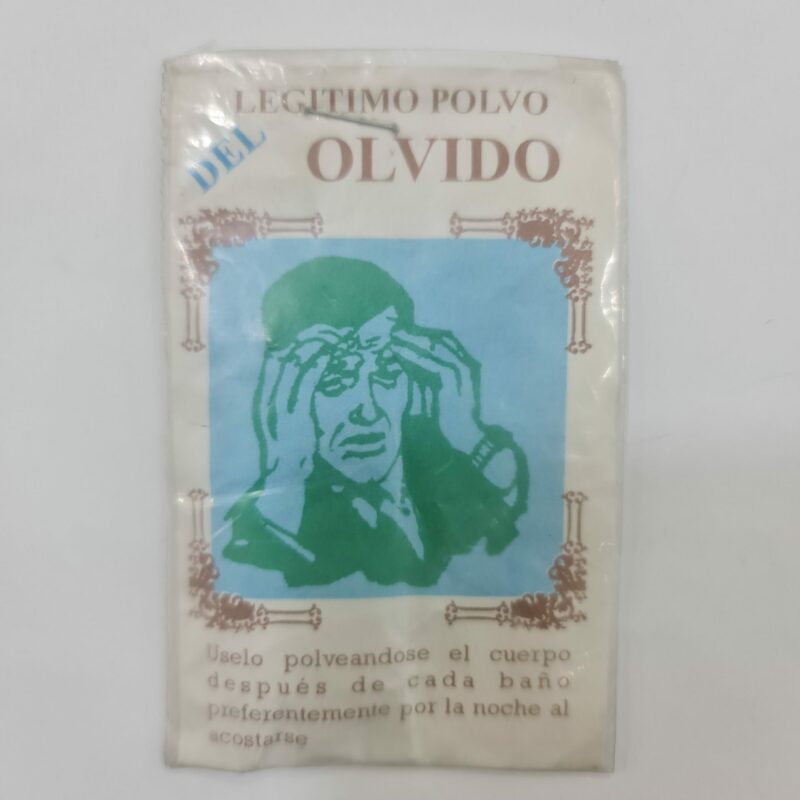 LEGITIMO POLVO
DEL OLVIDO
Uselo polveandose el cuerpo
después de cada baño
preferentemente por la noche al
acostarse